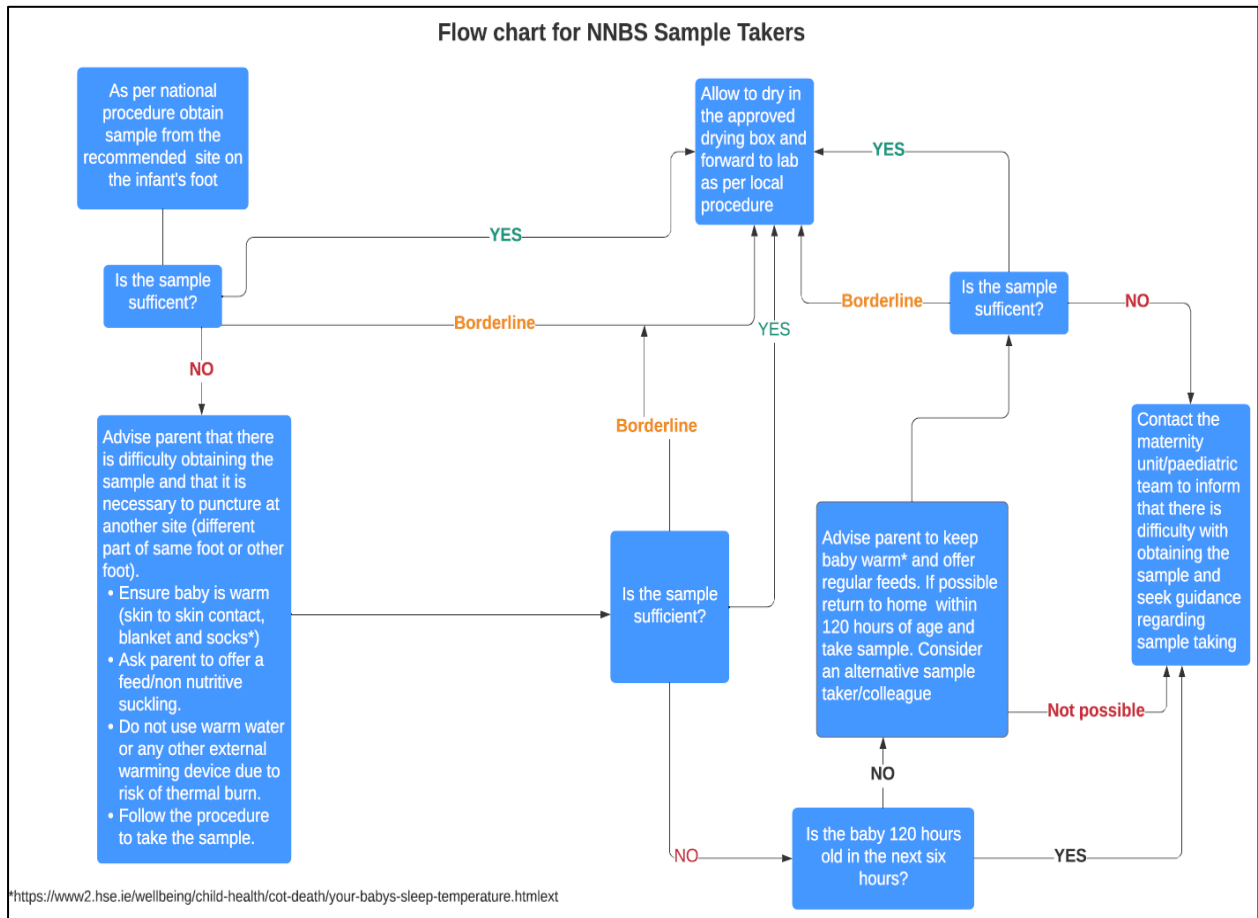 Flow chart for NNBS Sample Takers
As per national
procedure obtain
sample from the
recommended site on
the infant's foot
Allow to dry in
the approved
drying box and
forward to lab
as per local
procedure
YES
YES
Is the sample
sufficent?
Is the sample
sufficent?
Borderline
NO
Borderline
YES
NO
Borderline
Advise parent that there
is difficulty obtaining the
sample and that it is
necessary to puncture at
another site (different
part of same foot or other
foot).
• Ensure baby is warm
(skin to skin contact,
blanket and socks*)
• Ask parent to offer a
feed/non nutritive
suckling.
• Do not use warm water
or any other external
warming device due to
risk of thermal burn.
• Follow the procedure
to take the sample.
Is the sample
sufficient?
Advise parent to keep
baby warm* and offer
regular feeds. If possible
return to home within
120 hours of age and
take sample. Consider
an alternative sample
taker/colleague
Contact the
maternity
unit/paediatric
team to inform
that there is
difficulty with
obtaining the
sample and
seek guidance
regarding
sample taking
Not possible
NO
NO
Is the baby 120 hours
old in the next six
hours?
YES
*https://www2.hse.ie/wellbeing/child-health/cot-death/your-babys-sleep-temperature.htmlext